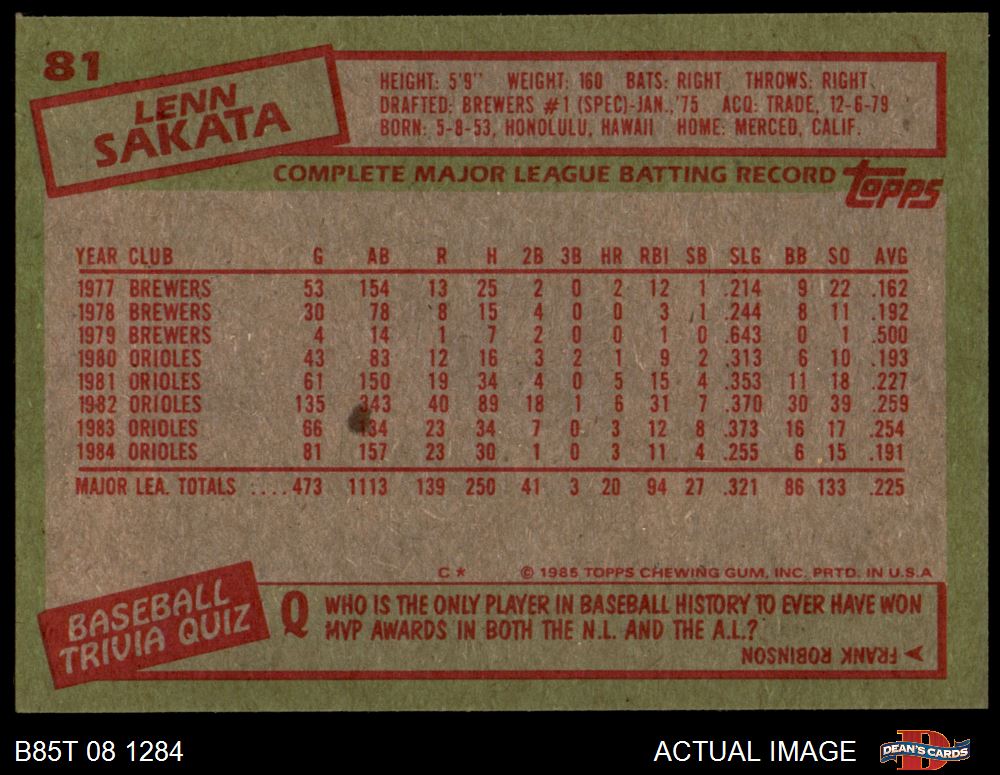 81
LENN
SAKATA
HEIGHT: 5'9" WEIGHT: 160 BATS: RIGHT THROWS: RIGHT
DRAFTED: BREWERS #1 (SPEC)-JAN.,'75 ACQ: TRADE, 12-6-79
BORN: 5-8-53, HONOLULU, HAWAII HOME: MERCED, CALIF.
COMPLETE MAJOR LEAGUE BATTING RECORD topps
YEAR CLUB G AB R H 2B 3B HR RBI SB SLG BB SO AVG
1977 BREWERS 53 154 13 25 2 0 2 12 1 .214 9 22 .162
1978 BREWERS 30 78 8 15 4 0 0 3 1 .244 8 11 .192
1979 BREWERS 4 14 1 7 2 0 0 1 0 .643 0 1 .500
1980 ORIOLES 43 83 12 16 3 2 1 9 2 .313 6 10 .193
1981 ORIOLES 61 150 19 34 4 0 5 15 4 .353 11 18 .227
1982 ORIOLES 135 343 40 89 18 1 6 31 7 .370 30 39 .259
1983 ORIOLES 66 134 23 34 7 0 3 12 8 .373 16 17 .254
1984 ORIOLES 81 157 23 30 1 0 3 11 4 .255 6 15 .191
MAJOR LEA. TOTALS ....473 1113 139 250 41 3 20 94 27 .321 86 133 .225
C* © 1985 TOPPS CHEWING GUM, INC. PRTD. IN U.S.A
BASEBALL
TRIVIA QUIZ
Q WHO IS THE ONLY PLAYER IN BASEBALL HISTORY TO EVER HAVE WON
MVP AWARDS IN BOTH THE N.L. AND THE A.L.?
FRANK ROBINSON
B85T 08 1284
ACTUAL IMAGE
D
DEAN'S CARDS